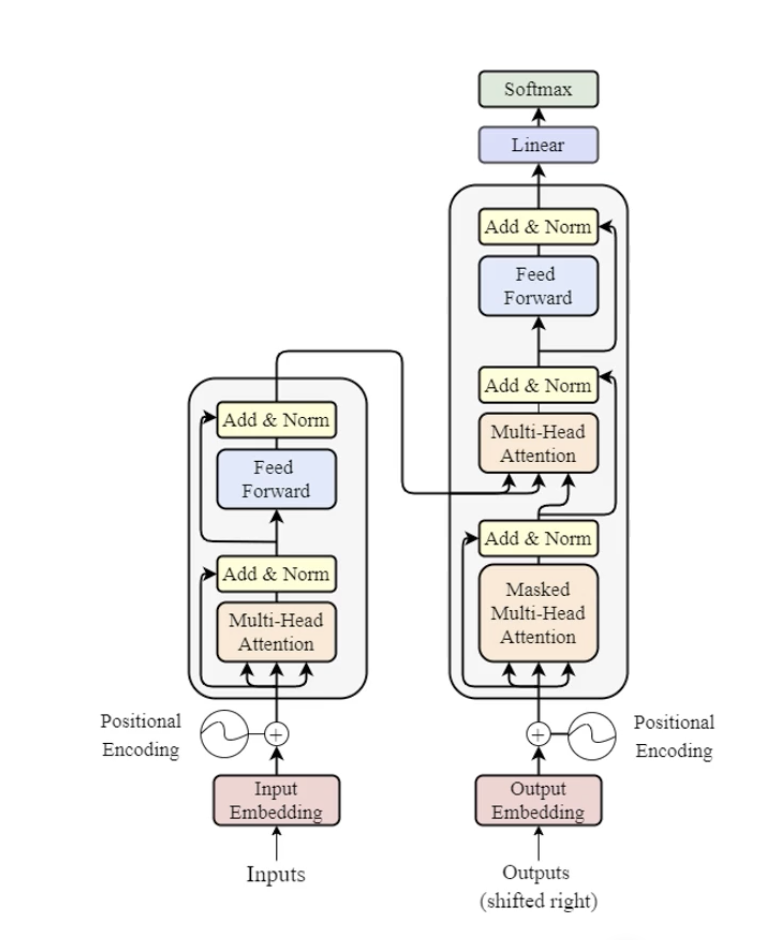 Softmax
Linear
Add & Norm
Feed
Forward
Add & Norm
Multi-Head
Attention
Add & Norm
Masked
Multi-Head
Attention
Add & Norm
Feed
Forward
Add & Norm
Multi-Head
Attention
Positional
Encoding
+
+
Positional
Encoding
Input
Embedding
Output
Embedding
Inputs
Outputs
(shifted right)